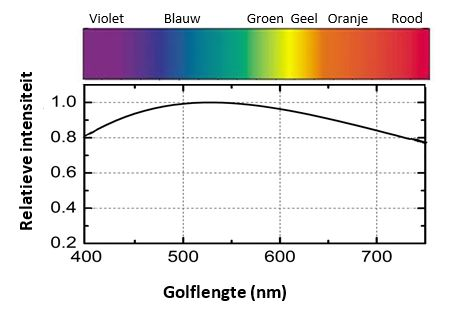 Violet Blauw Groen Geel Oranje Rood
Relatieve intensiteit
1.0
0.8
0.6
0.4
0.2
400 500 600 700
Golflengte (nm)